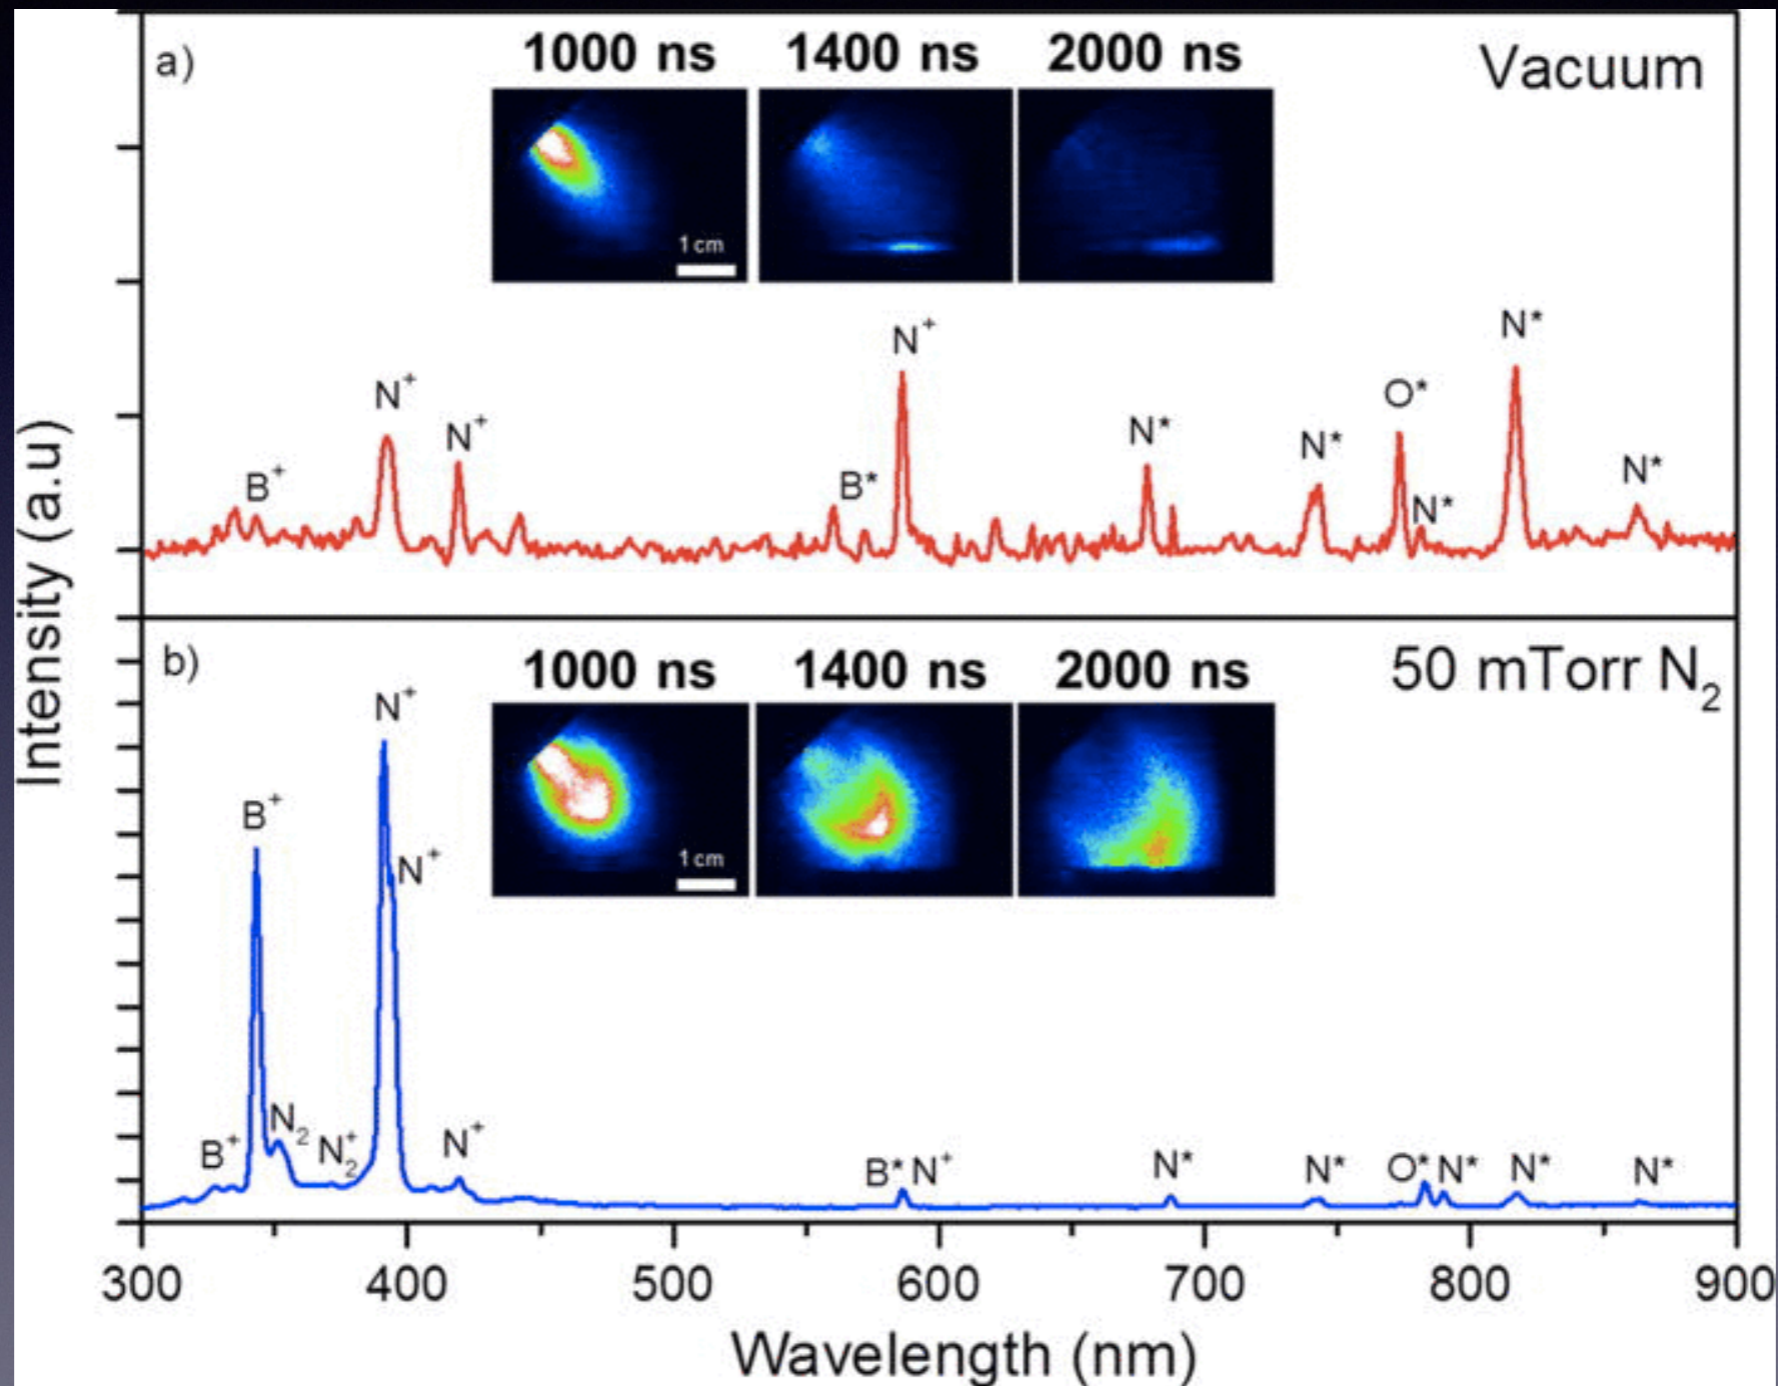 a)
1000 ns 1400 ns 2000 ns
Vacuum
1 cm
B⁺
N⁺
N⁺
B*
N⁺
N*
N*
O*
N*
N*
N*
b)
1000 ns 1400 ns 2000 ns
50 mTorr N₂
1 cm
B⁺
B⁺
N₂
N₂⁺
N⁺
N⁺
N⁺
B* N⁺
N*
N*
O* N*
N*
N*
Intensity (a.u)
300 400 500 600 700 800 900
Wavelength (nm)